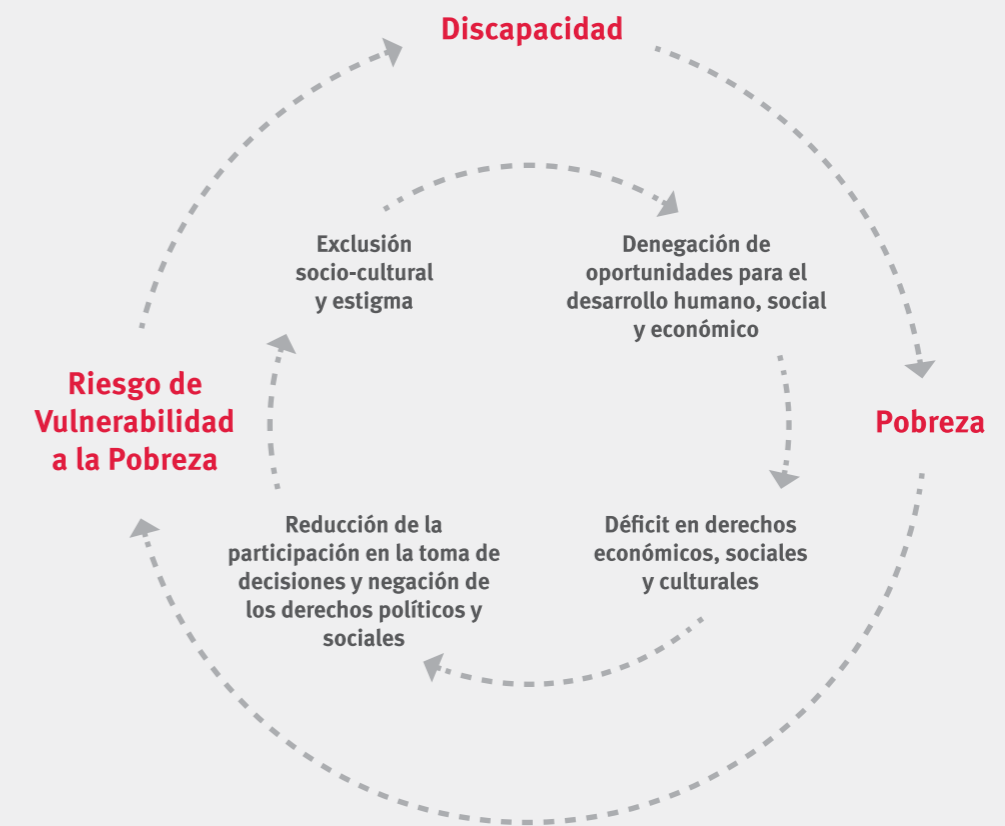 Discapacidad
Exclusión
socio-cultural
y estigma
Denegación de
oportunidades para el
desarrollo humano, social
y económico
Riesgo de
Vulnerabilidad
a la Pobreza
Pobreza
Reducción de la
participación en la toma de
decisiones y negación de
los derechos políticos y
sociales
Déficit en derechos
económicos, sociales
y culturales